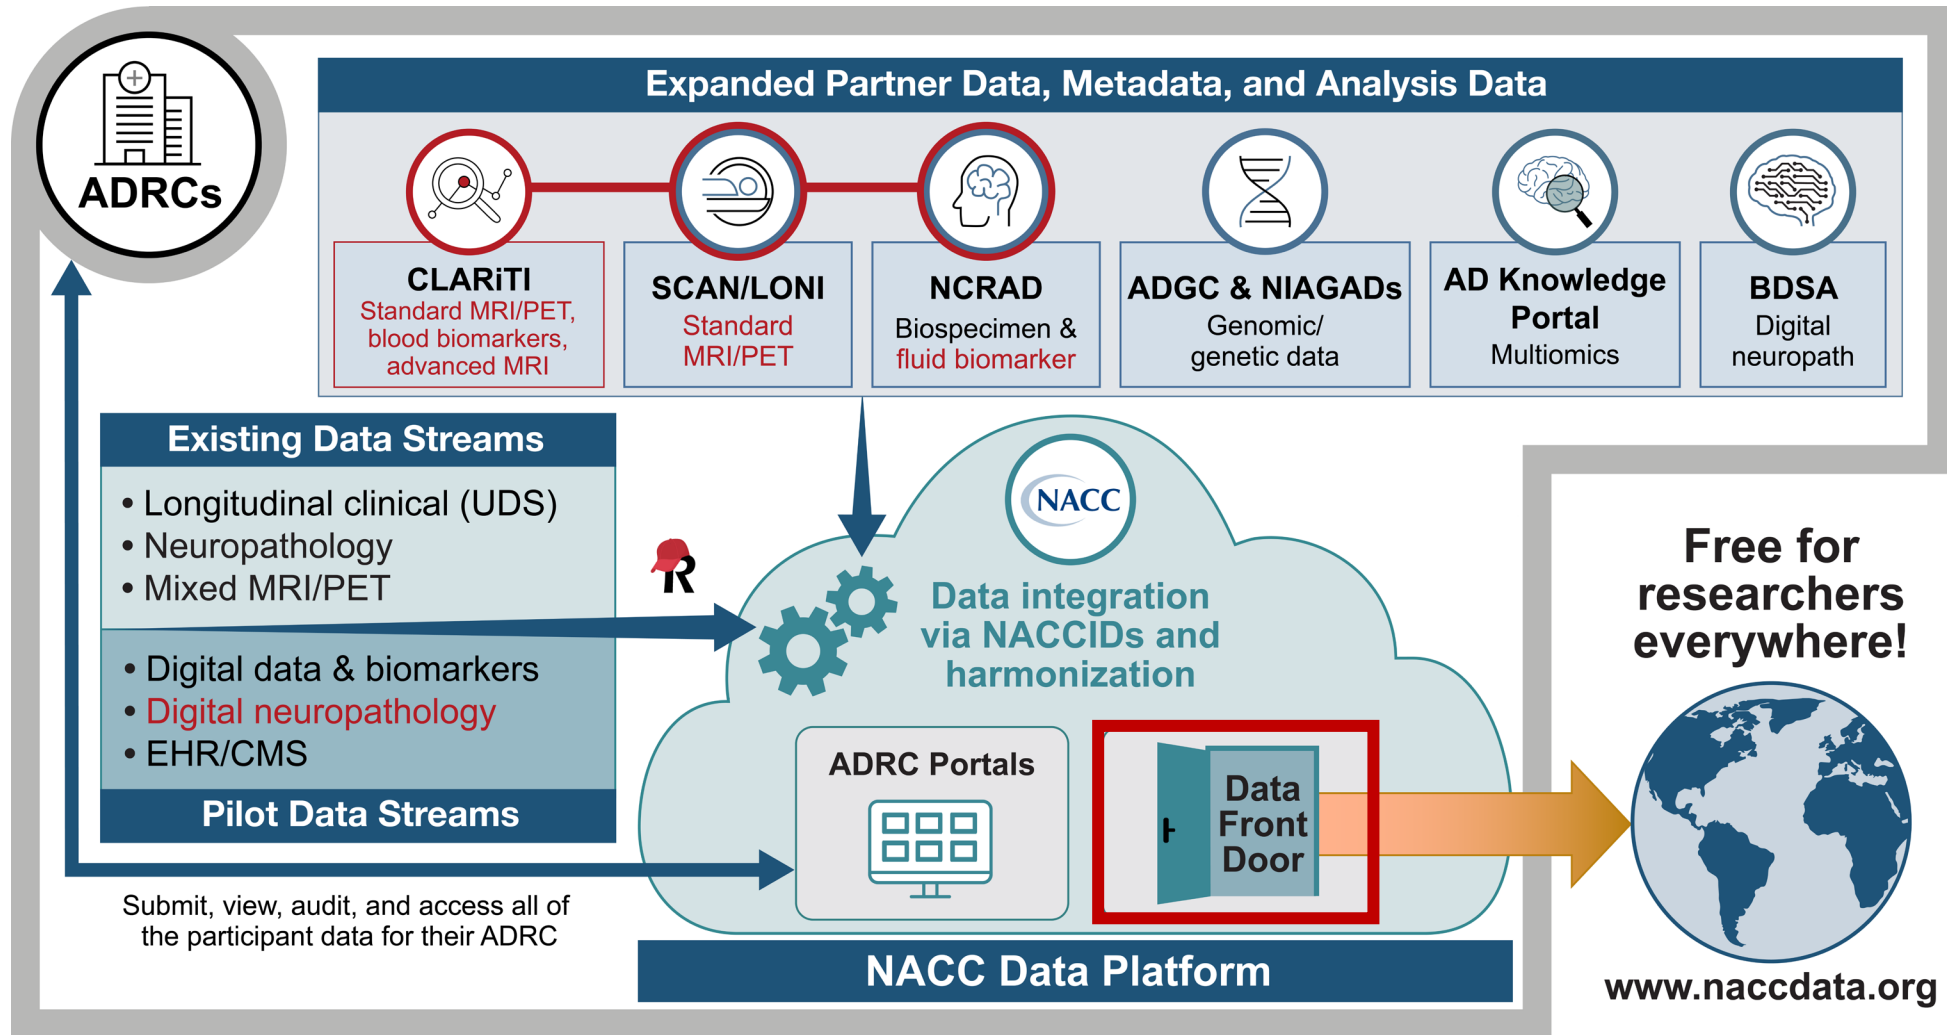 ADRCs
Expanded Partner Data, Metadata, and Analysis Data
CLARiTI
Standard MRI/PET,
blood biomarkers,
advanced MRI
SCAN/LONI
Standard
MRI/PET
NCRAD
Biospecimen &
fluid biomarker
ADGC & NIAGADs
Genomic/
genetic data
AD Knowledge
Portal
Multiomics
BDSA
Digital
neuropath
Existing Data Streams
• Longitudinal clinical (UDS)
• Neuropathology
• Mixed MRI/PET
• Digital data & biomarkers
• Digital neuropathology
• EHR/CMS
Pilot Data Streams
R
NACC
Data integration
via NACCIDs and
harmonization
ADRC Portals
Data
Front
Door
Submit, view, audit, and access all of
the participant data for their ADRC
NACC Data Platform
Free for
researchers
everywhere!
www.naccdata.org